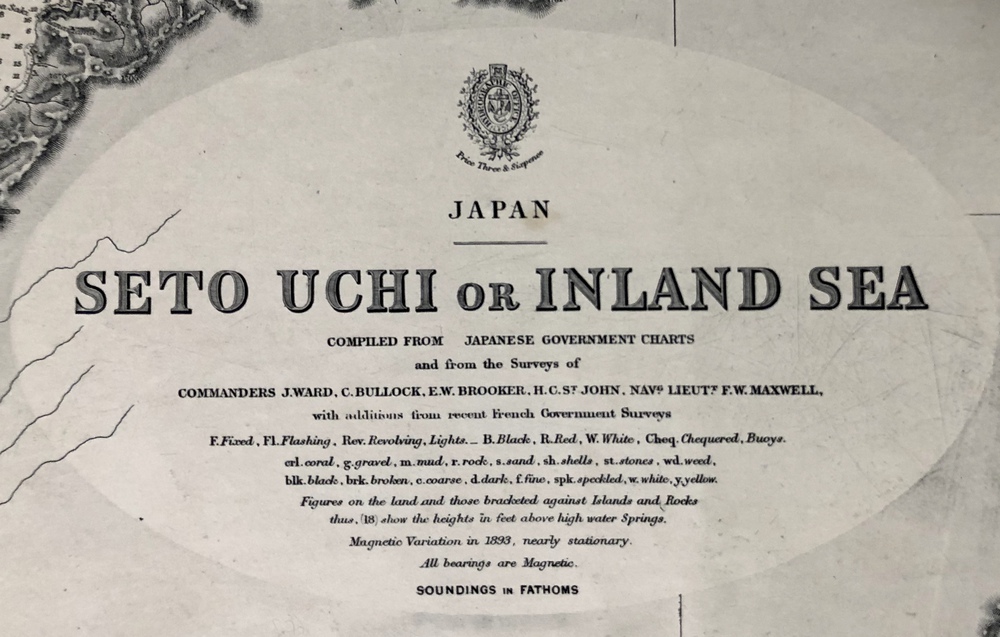 HYDROGRAPHIC OFFICE
Price Three & Sixpence
JAPAN
SETO UCHI OR INLAND SEA
COMPILED FROM JAPANESE GOVERNMENT CHARTS
and from the Surveys of
COMMANDERS J.WARD, C.BULLOCK, E.W. BROOKER, H.C.ST JOHN, NAVG LIEUTT F.W. MAXWELL,
with additions from recent French Government Surveys
F.Fixed, Fl.Flashing, Rev.Revolving, Lights._ B.Black, R.Red, W.White, Cheq.Chequered, Buoys.
crl.coral, g.gravel, m.mud, r.rock, s.sand, sh.shells, st.stones, wd.weed,
blk.black, brk.broken, c.coarse, d.dark, f.fine, spk.speckled, w.white, y.yellow.
Figures on the land and those bracketed against Islands and Rocks
thus, (18) show the heights in feet above high water Springs.
Magnetic Variation in 1893, nearly stationary.
All bearings are Magnetic.
SOUNDINGS IN FATHOMS